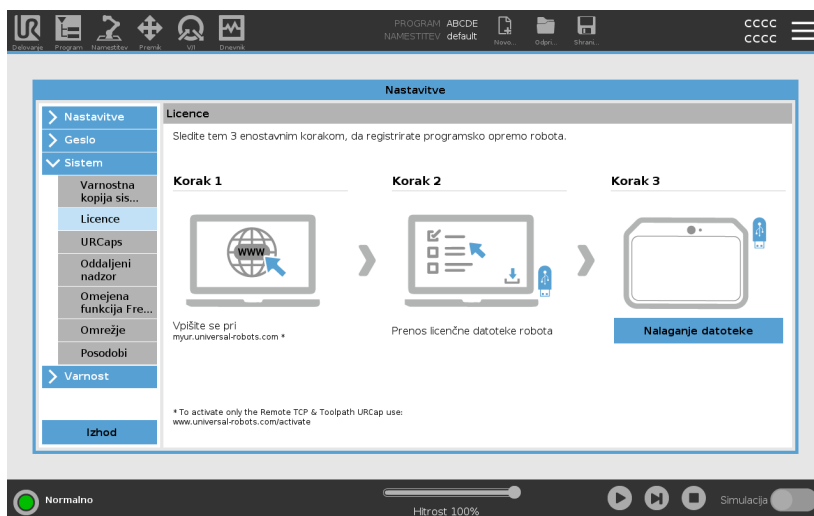 PROGRAM ABCDE
NAMESTITEV default
Delovanje
Program
Namestitev
Premik
V/I
Dnevnik
Novo...
Odpri...
Shrani...
cccc
cccc
Nastavitve
Nastavitve
Geslo
Sistem
Varnostna
kopija sis...
Licence
URCaps
Oddaljeni
nadzor
Omejena
funkcija Fre...
Omrežje
Posodobi
Varnost
Izhod
Licence
Sledite tem 3 enostavnim korakom, da registrirate programsko opremo robota.
Korak 1
www
Vpišite se pri
myur.universal-robots.com *
Korak 2
Prenos licenčne datoteke robota
Korak 3
Nalaganje datoteke
* To activate only the Remote TCP & Toolpath URCap use:
www.universal-robots.com/activate
Normalno
Hitrost 100%
Simulacija